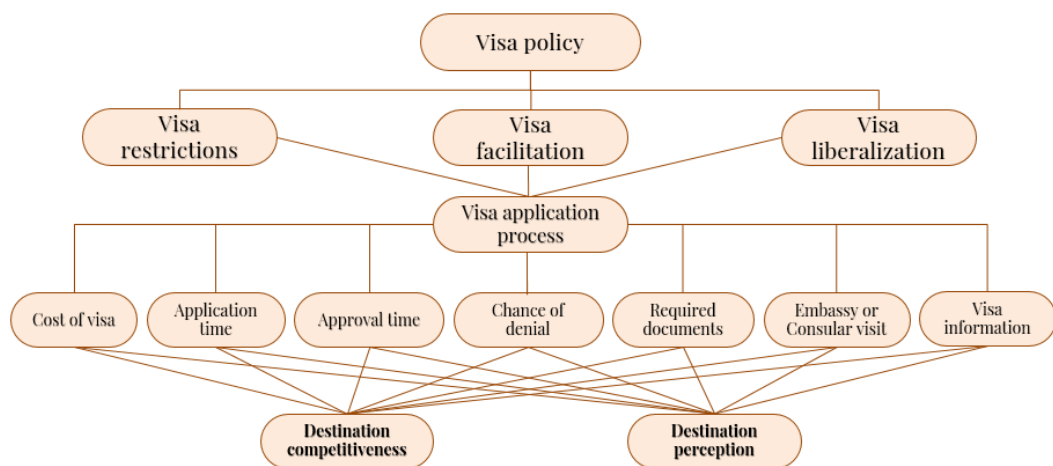 Visa policy
Visa
restrictions
Visa
facilitation
Visa
liberalization
Visa application
process
Cost of visa
Application
time
Approval time
Chance of
denial
Required
documents
Embassy or
Consular visit
Visa
information
Destination
competitiveness
Destination
perception